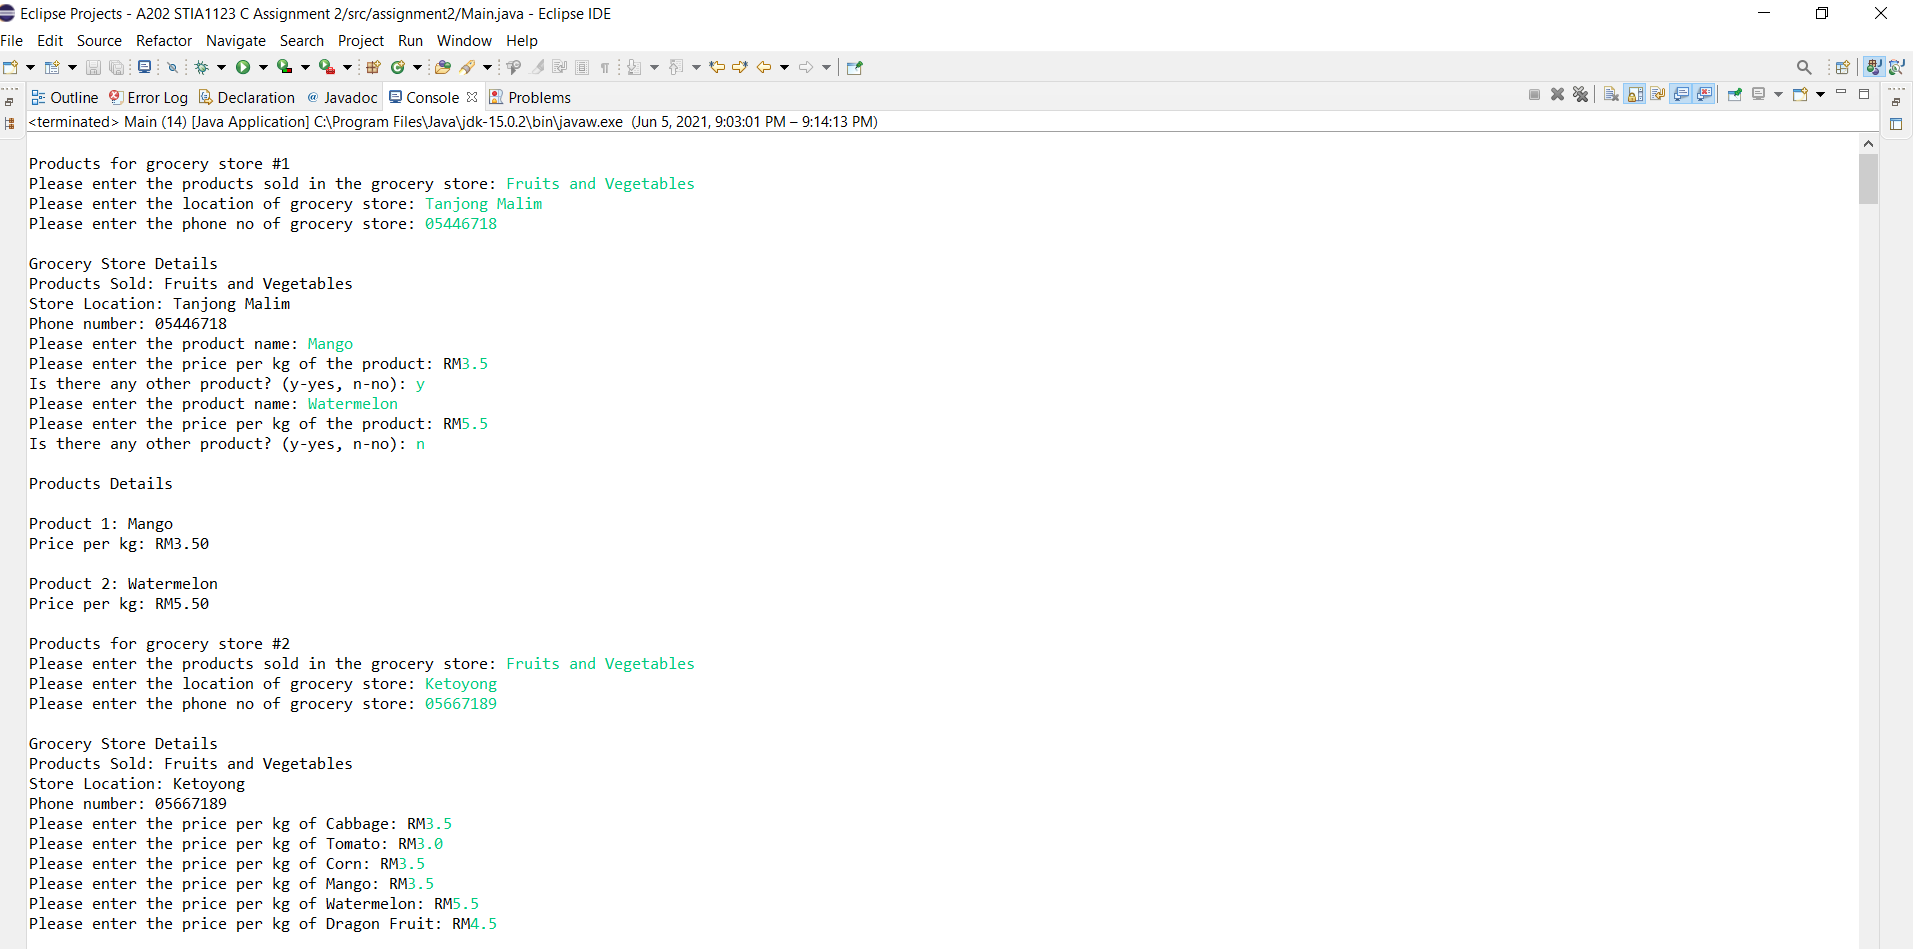 Eclipse Projects - A202 STIA1123 C Assignment 2/src/assignment2/Main.java - Eclipse IDE
File Edit Source Refactor Navigate Search Project Run Window Help
Outline Error Log Declaration @ Javadoc Console Problems
<terminated> Main (14) [Java Application] C:\Program Files\Java\jdk-15.0.2\bin\javaw.exe (Jun 5, 2021, 9:03:01 PM – 9:14:13 PM)
Products for grocery store #1
Please enter the products sold in the grocery store: Fruits and Vegetables
Please enter the location of grocery store: Tanjong Malim
Please enter the phone no of grocery store: 05446718
Grocery Store Details
Products Sold: Fruits and Vegetables
Store Location: Tanjong Malim
Phone number: 05446718
Please enter the product name: Mango
Please enter the price per kg of the product: RM3.5
Is there any other product? (y-yes, n-no): y
Please enter the product name: Watermelon
Please enter the price per kg of the product: RM5.5
Is there any other product? (y-yes, n-no): n
Products Details
Product 1: Mango
Price per kg: RM3.50
Product 2: Watermelon
Price per kg: RM5.50
Products for grocery store #2
Please enter the products sold in the grocery store: Fruits and Vegetables
Please enter the location of grocery store: Ketoyong
Please enter the phone no of grocery store: 05667189
Grocery Store Details
Products Sold: Fruits and Vegetables
Store Location: Ketoyong
Phone number: 05667189
Please enter the price per kg of Cabbage: RM3.5
Please enter the price per kg of Tomato: RM3.0
Please enter the price per kg of Corn: RM3.5
Please enter the price per kg of Mango: RM3.5
Please enter the price per kg of Watermelon: RM5.5
Please enter the price per kg of Dragon Fruit: RM4.5